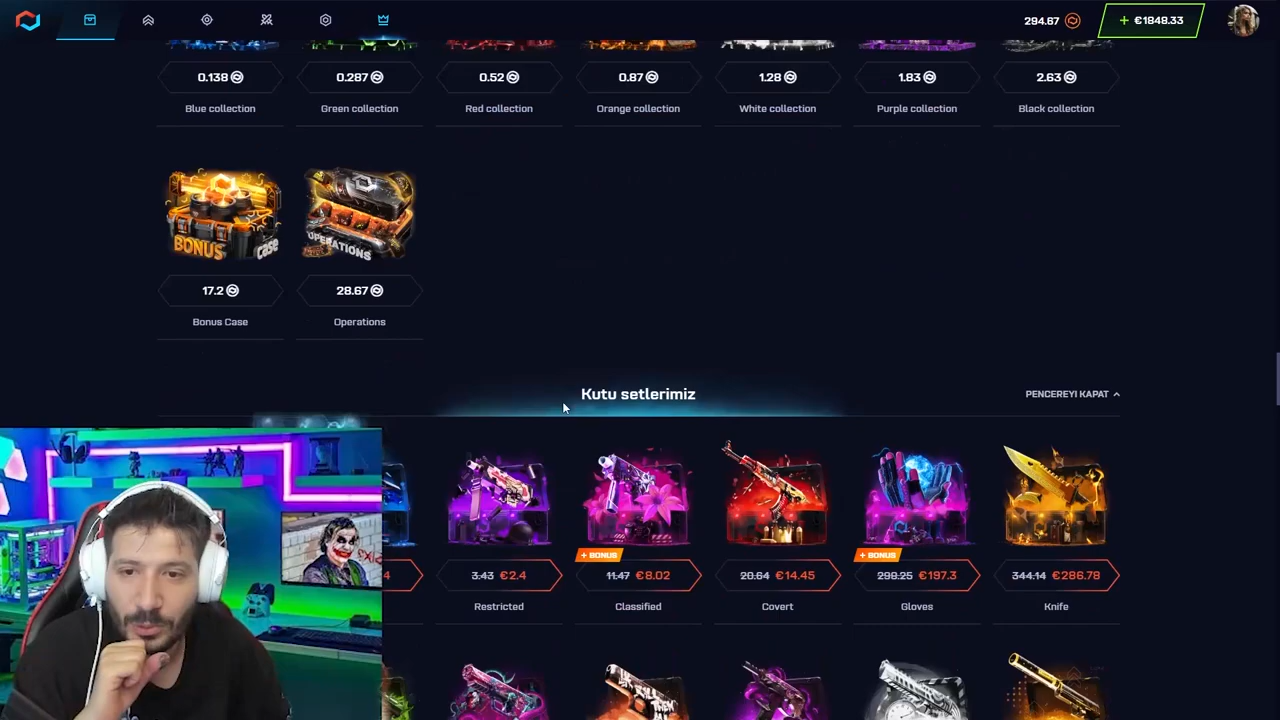 294.67
+ €1848.33
0.138
0.287
0.52
0.87
1.28
1.83
2.63
Blue collection
Green collection
Red collection
Orange collection
White collection
Purple collection
Black collection
BONUS
case
OPERATIONS
17.2
28.67
Bonus Case
Operations
Kutu setlerimiz
PENCEREYİ KAPAT
+ BONUS
+ BONUS
4
3.43 €2.4
11.47 €8.02
20.64 €14.45
298.25 €197.3
344.14 €286.78
Restricted
Classified
Covert
Gloves
Knife